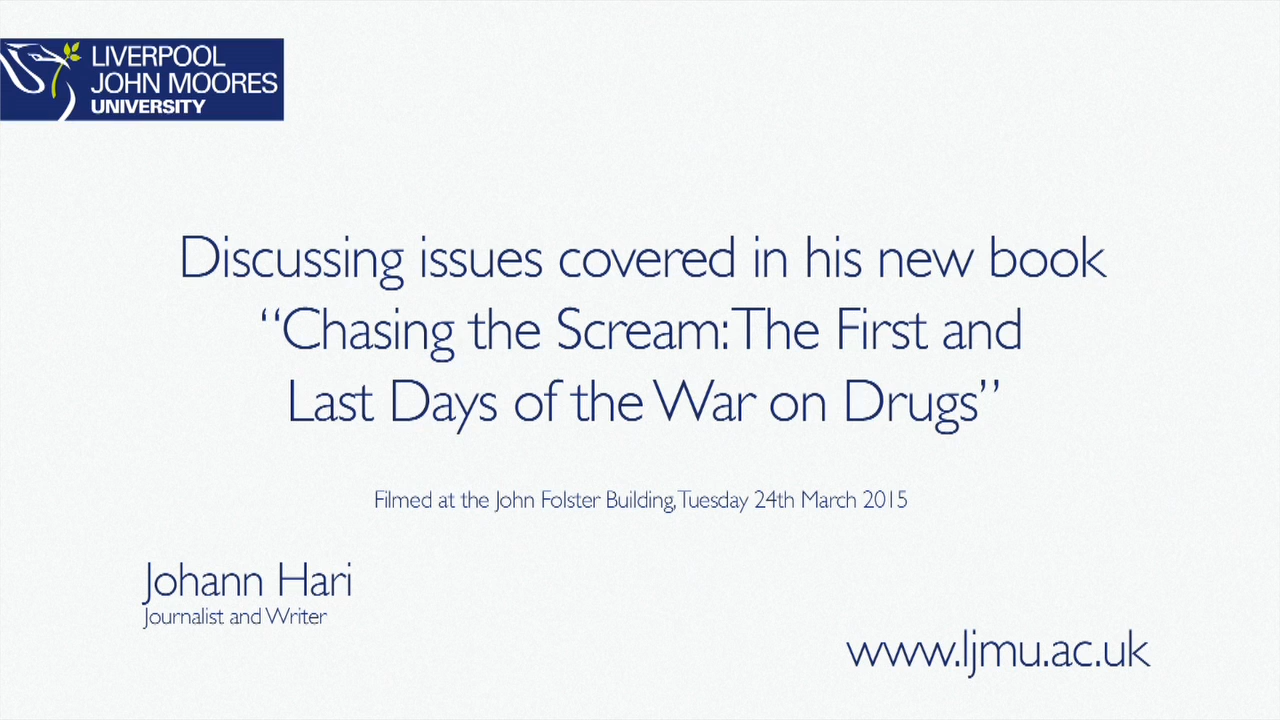 LIVERPOOL
JOHN MOORES
UNIVERSITY
Discussing issues covered in his new book
“Chasing the Scream: The First and
Last Days of the War on Drugs”
Filmed at the John Folster Building, Tuesday 24th March 2015
Johann Hari
Journalist and Writer
www.ljmu.ac.uk